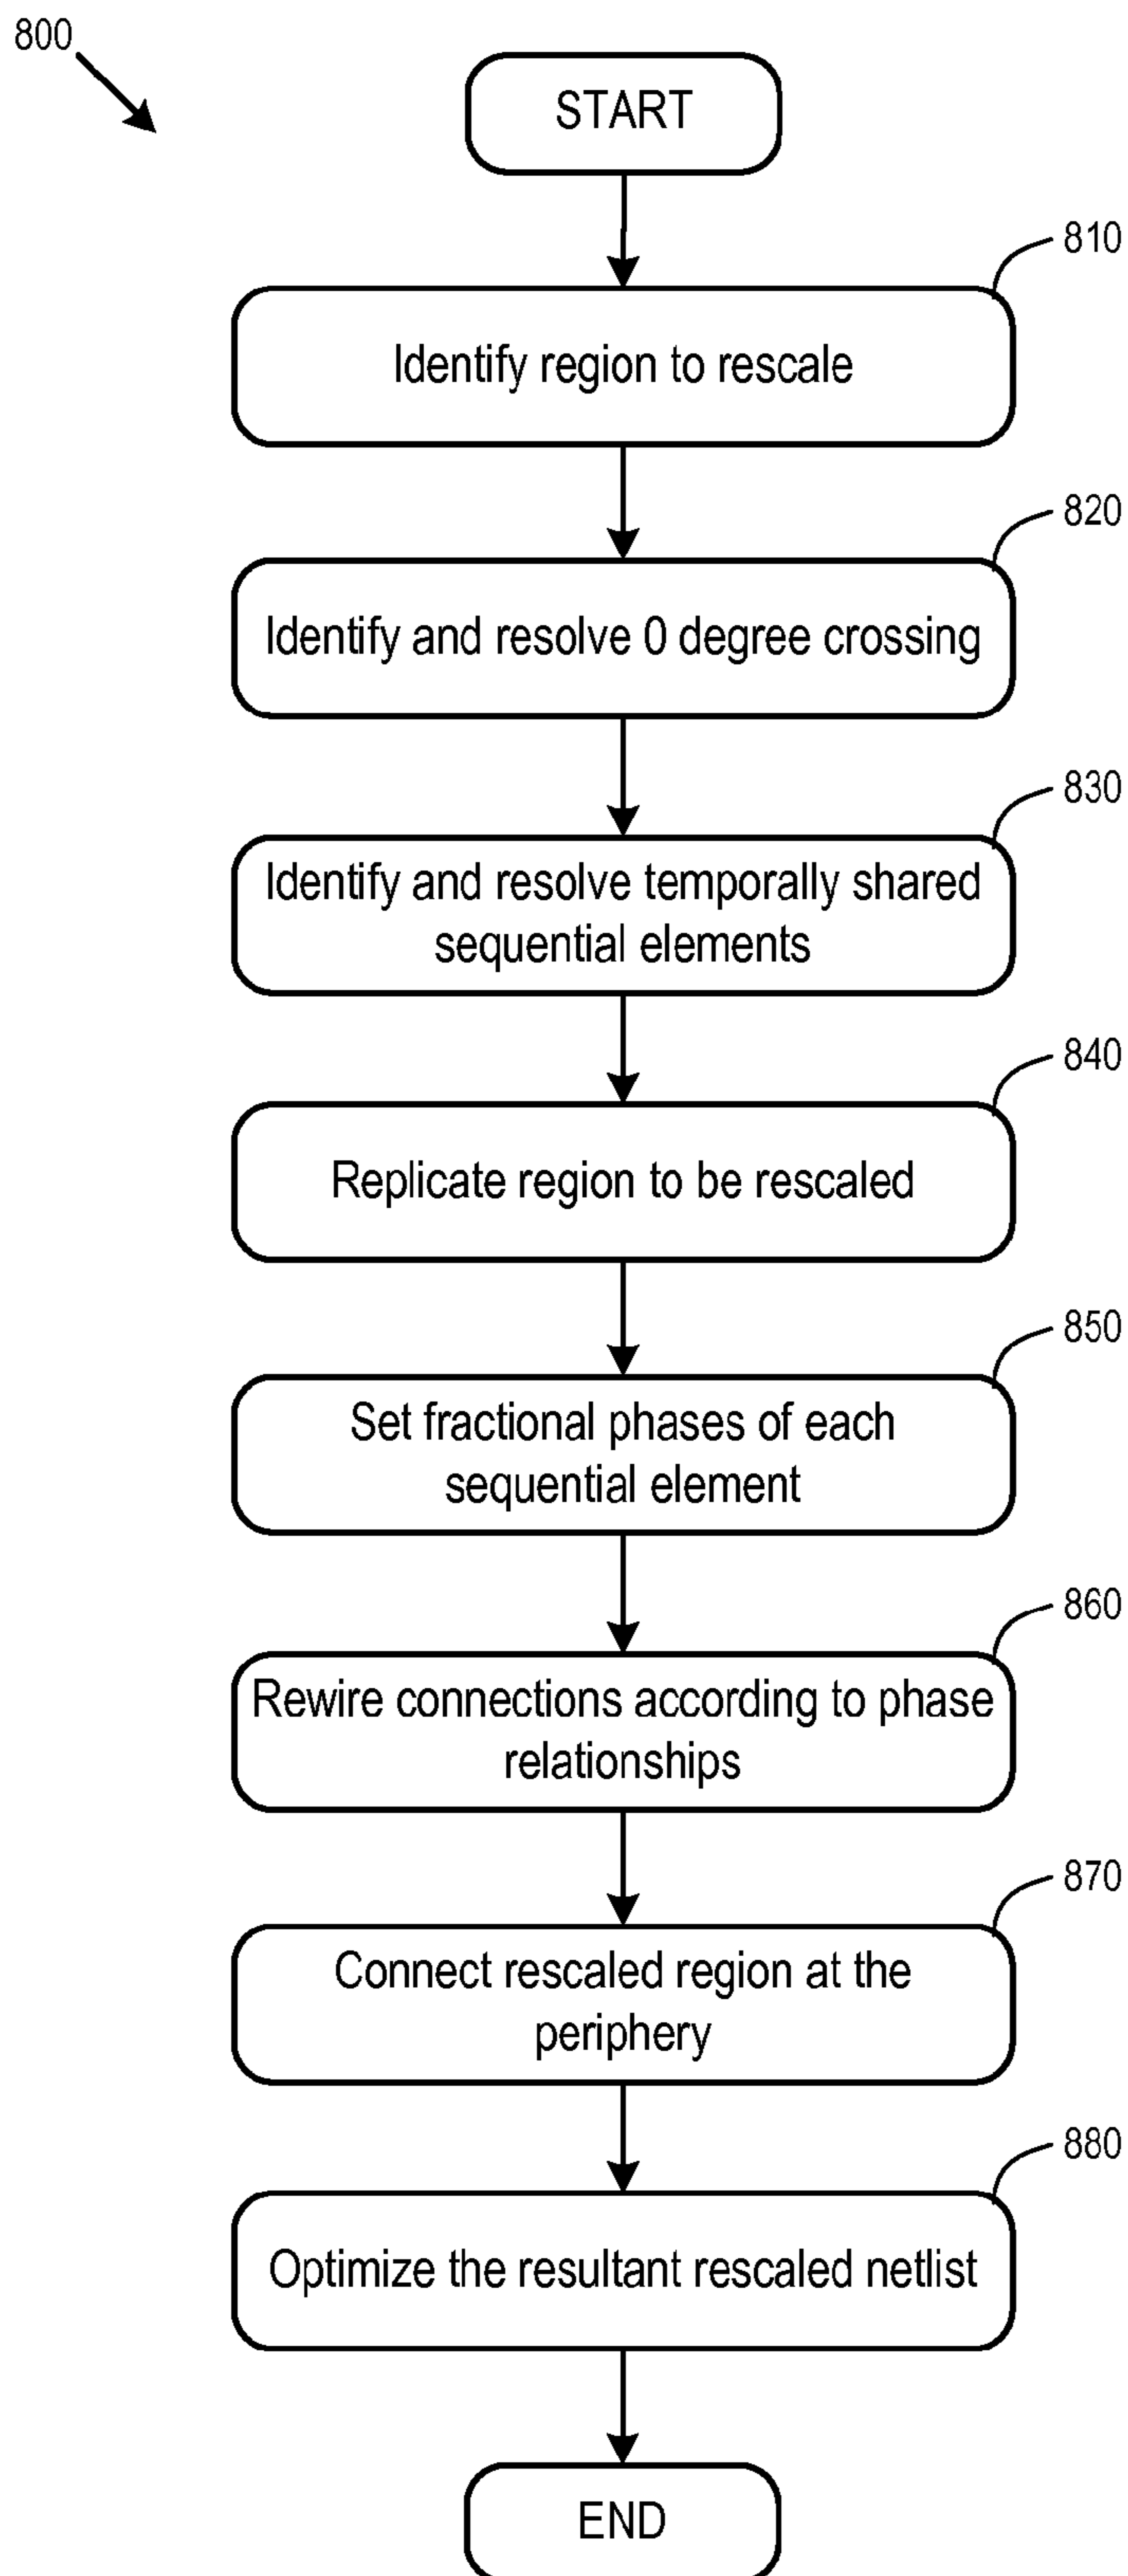 800
START
810
Identify region to rescale
820
Identify and resolve 0 degree crossing
830
Identify and resolve temporally shared
sequential elements
840
Replicate region to be rescaled
850
Set fractional phases of each
sequential element
860
Rewire connections according to phase
relationships
870
Connect rescaled region at the
periphery
880
Optimize the resultant rescaled netlist
END